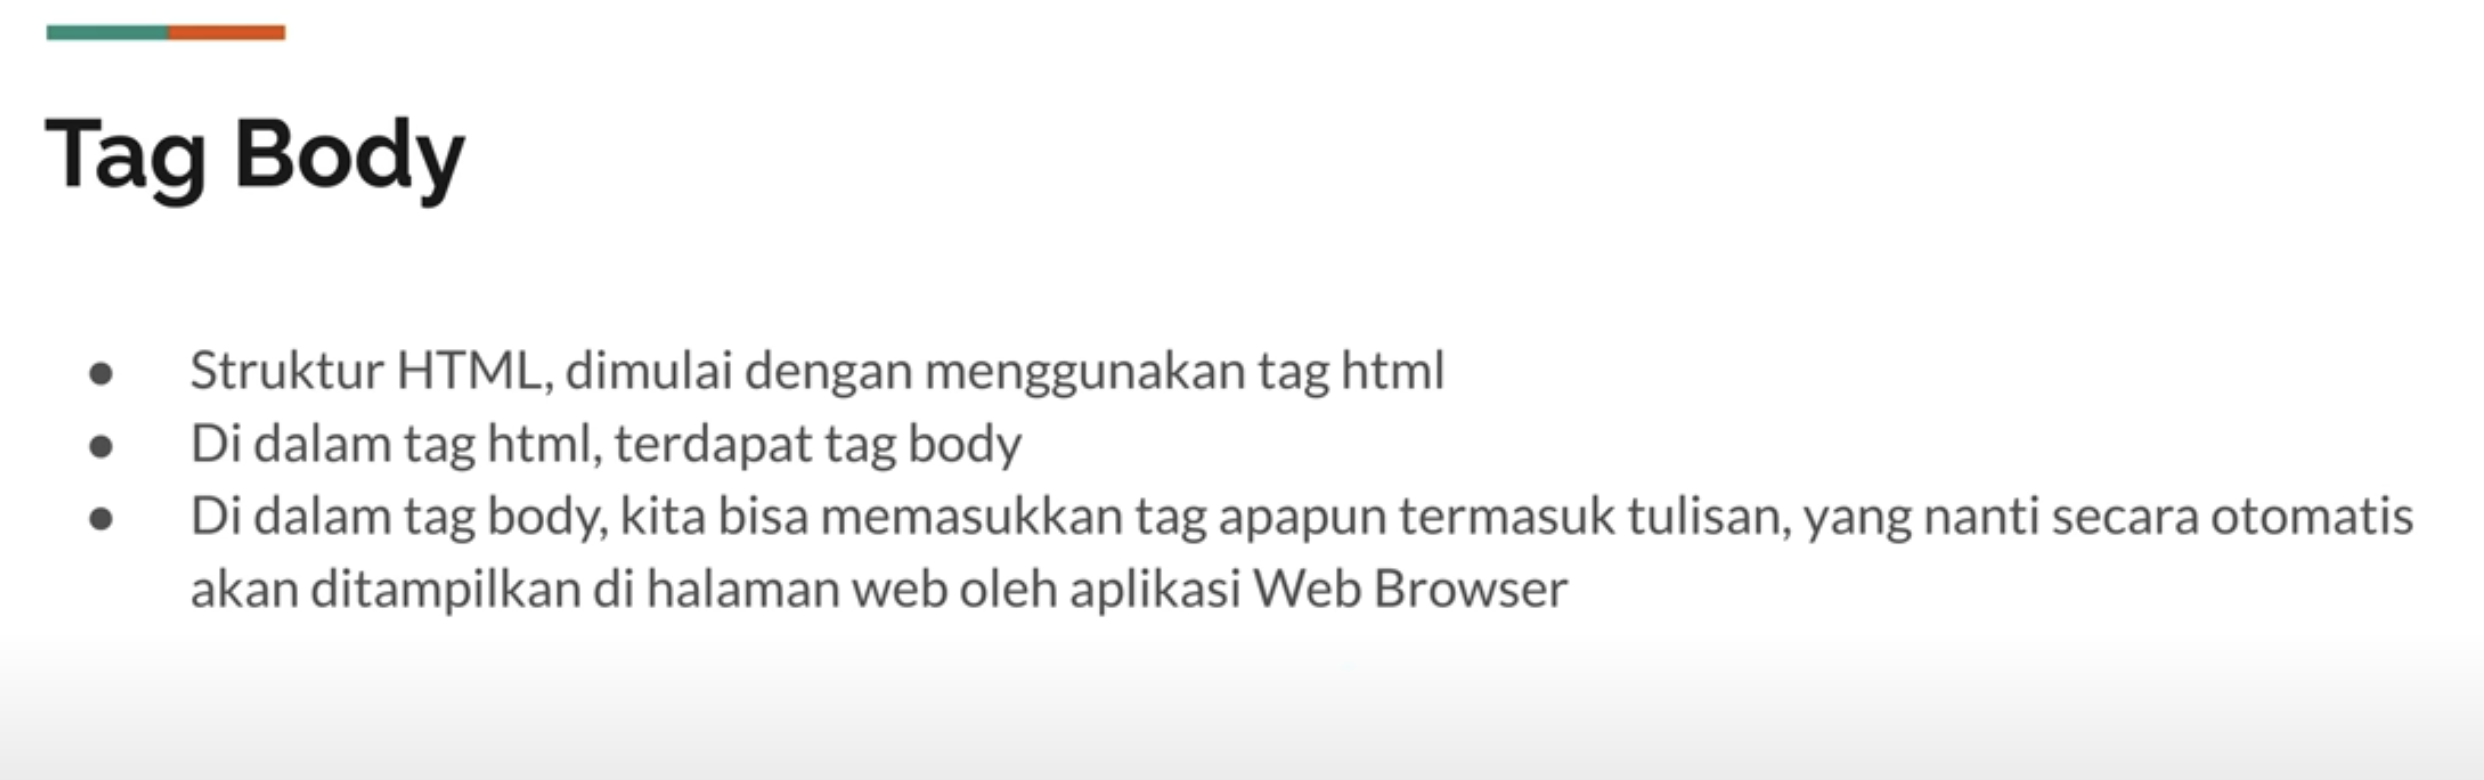 Tag Body
● Struktur HTML, dimulai dengan menggunakan tag html
● Di dalam tag html, terdapat tag body
● Di dalam tag body, kita bisa memasukkan tag apapun termasuk tulisan, yang nanti secara otomatis
akan ditampilkan di halaman web oleh aplikasi Web Browser